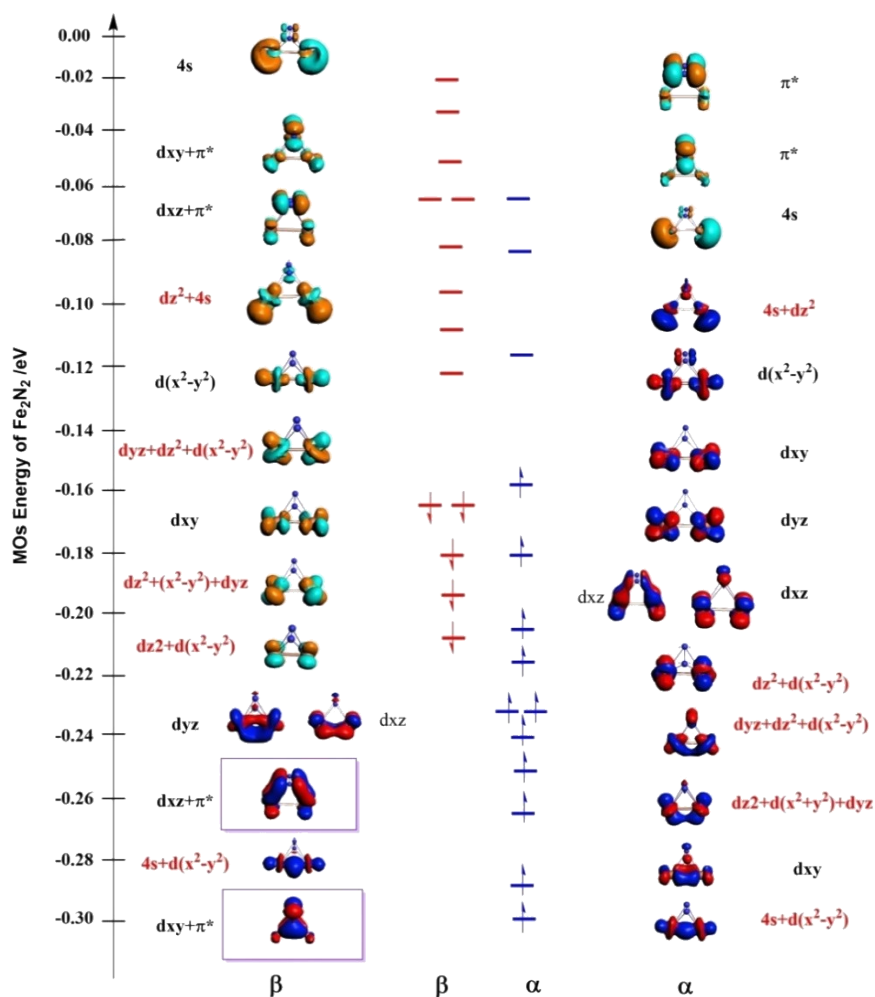 0.00
-0.02
-0.04
-0.06
-0.08
-0.10
-0.12
-0.14
-0.16
-0.18
-0.20
-0.22
-0.24
-0.26
-0.28
-0.30
MOs Energy of Fe₂N₂ /eV
4s
dxy+π*
dxz+π*
dz²+4s
d(x²-y²)
dyz+dz²+d(x²-y²)
dxy
dz²+(x²-y²)+dyz
dz2+d(x²-y²)
dyz
dxz
dxz+π*
4s+d(x²-y²)
dxy+π*
π*
π*
4s
4s+dz²
d(x²-y²)
dxy
dyz
dxz
dxz
dz²+d(x²-y²)
dyz+dz²+d(x²-y²)
dz2+d(x²+y²)+dyz
dxy
4s+d(x²-y²)
β
β
α
α